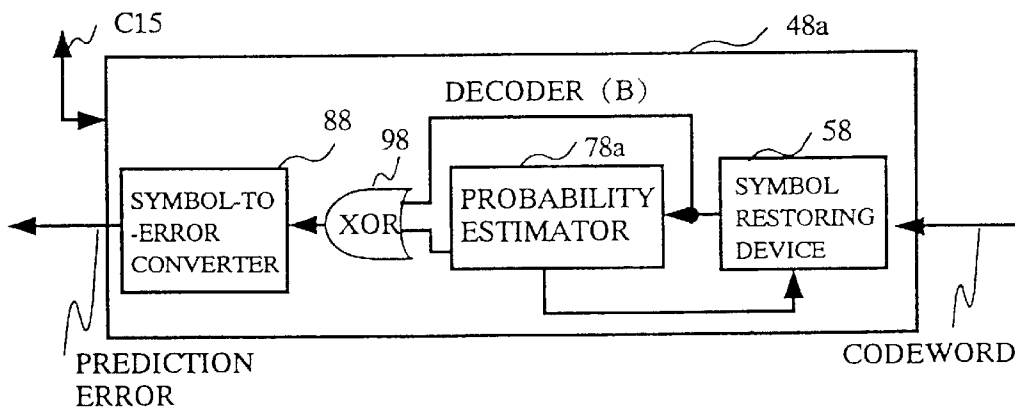 C15
48a
DECODER (B)
88
98
78a
58
SYMBOL-TO
-ERROR
CONVERTER
XOR
PROBABILITY
ESTIMATOR
SYMBOL
RESTORING
DEVICE
PREDICTION
ERROR
CODEWORD